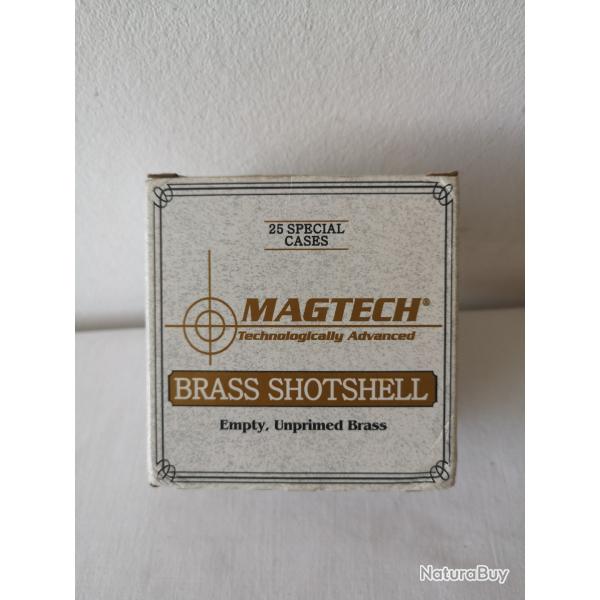 25 SPECIAL
CASES
MAGTECH®
Technologically Advanced
BRASS SHOTSHELL
Empty, Unprimed Brass
NaturaBuy